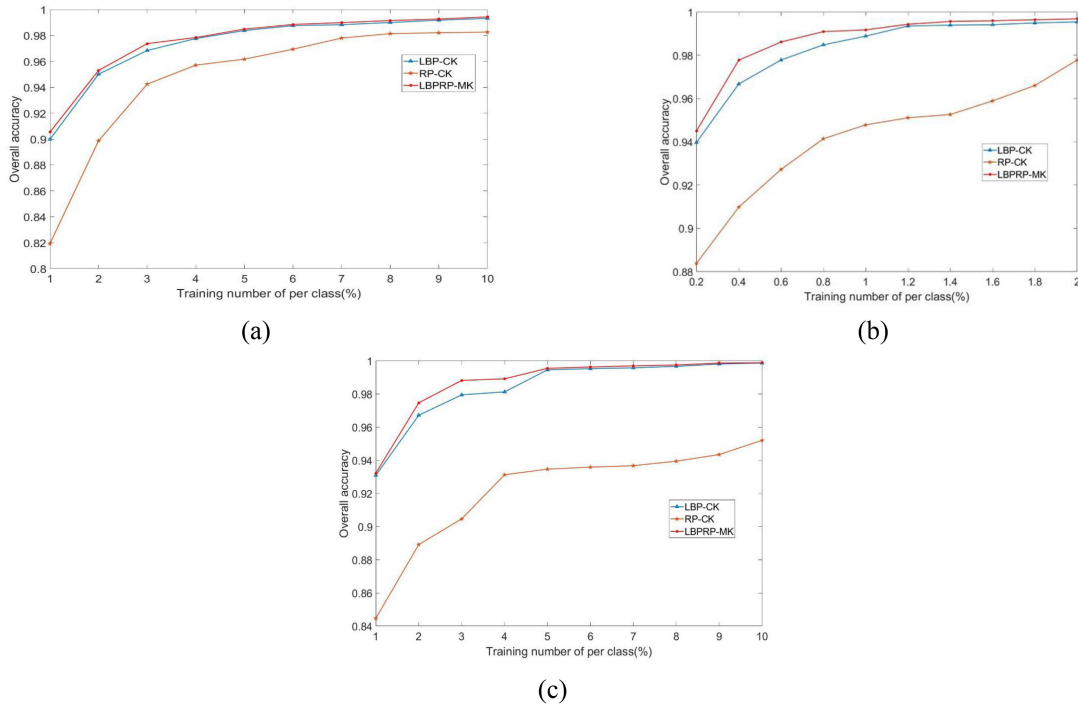 1
0.98
0.96
0.94
0.92
0.9
0.88
0.86
0.84
0.82
0.8
Overall accuracy
LBP-CK
RP-CK
LBPRP-MK
1 2 3 4 5 6 7 8 9 10
Training number of per class(%)
(a)
1
0.98
0.96
0.94
0.92
0.9
0.88
Overall accuracy
LBP-CK
RP-CK
LBPRP-MK
0.2 0.4 0.6 0.8 1 1.2 1.4 1.6 1.8 2
Training number of per class(%)
(b)
1
0.98
0.96
0.94
0.92
0.9
0.88
0.86
0.84
Overall accuracy
LBP-CK
RP-CK
LBPRP-MK
1 2 3 4 5 6 7 8 9 10
Training number of per class(%)
(c)